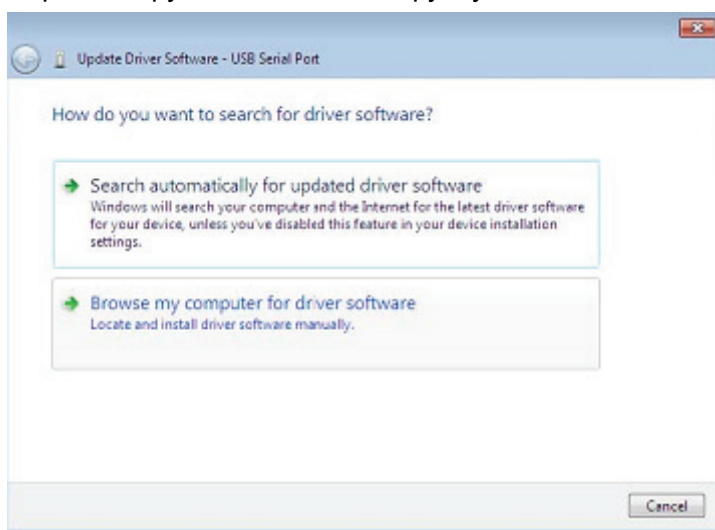 Update Driver Software - USB Serial Port
How do you want to search for driver software?
Search automatically for updated driver software
Windows will search your computer and the Internet for the latest driver software
for your device, unless you've disabled this feature in your device installation
settings.
Browse my computer for driver software
Locate and install driver software manually.
Cancel